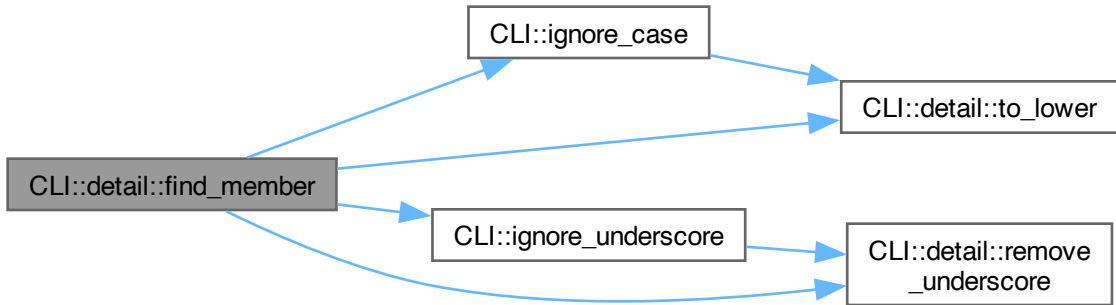 CLI::ignore_case
CLI::detail::to_lower
CLI::detail::find_member
CLI::ignore_underscore
CLI::detail::remove
_underscore